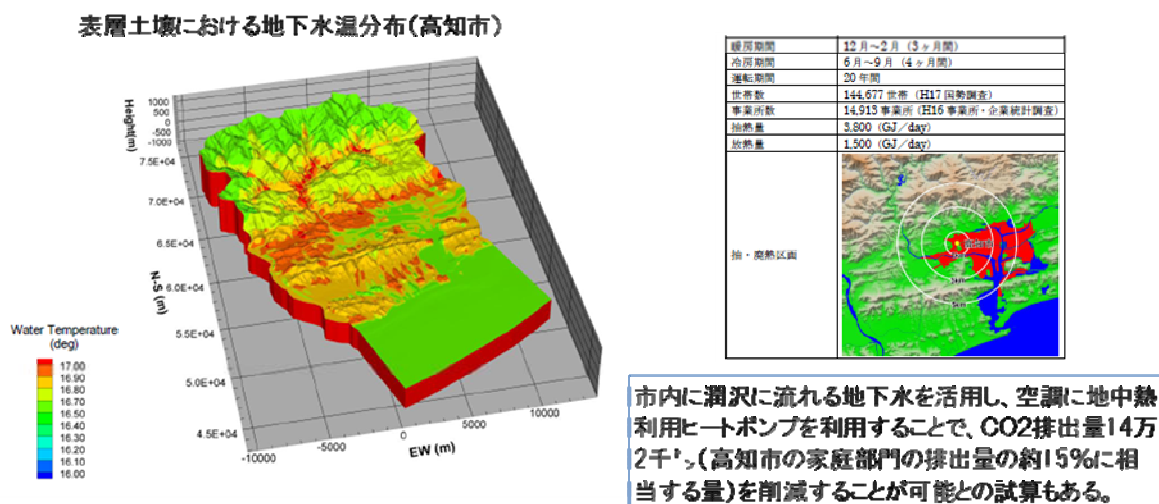 表層土壌における地下水温分布(高知市)
Height(m)
1000
500
0
-500
-1000
7.5E+04
7.0E+04
6.5E+04
6.0E+04
5.5E+04
5.0E+04
4.5E+04
N-S (m)
-10000
-5000
0
5000
10000
EW (m)
Water Temperature
(deg)
17.00
16.90
16.80
16.70
16.50
16.40
16.30
16.20
16.10
16.00
暖房期間 12月~2月(3ヶ月間)
冷房期間 6月~9月(4ヶ月間)
運転期間 20年間
世帯数 144,677世帯(H17国勢調査)
事業所数 14,913事業所(H16事業所・企業統計調査)
抽熱量 3,800(GJ/day)
放熱量 1,500(GJ/day)
抽・廃熱区画
市内に潤沢に流れる地下水を活用し、空調に地中熱
利用ヒートポンプを利用することで、CO2排出量14万
2千㌧(高知市の家庭部門の排出量の約15%に相
当する量)を削減することが可能との試算もある。